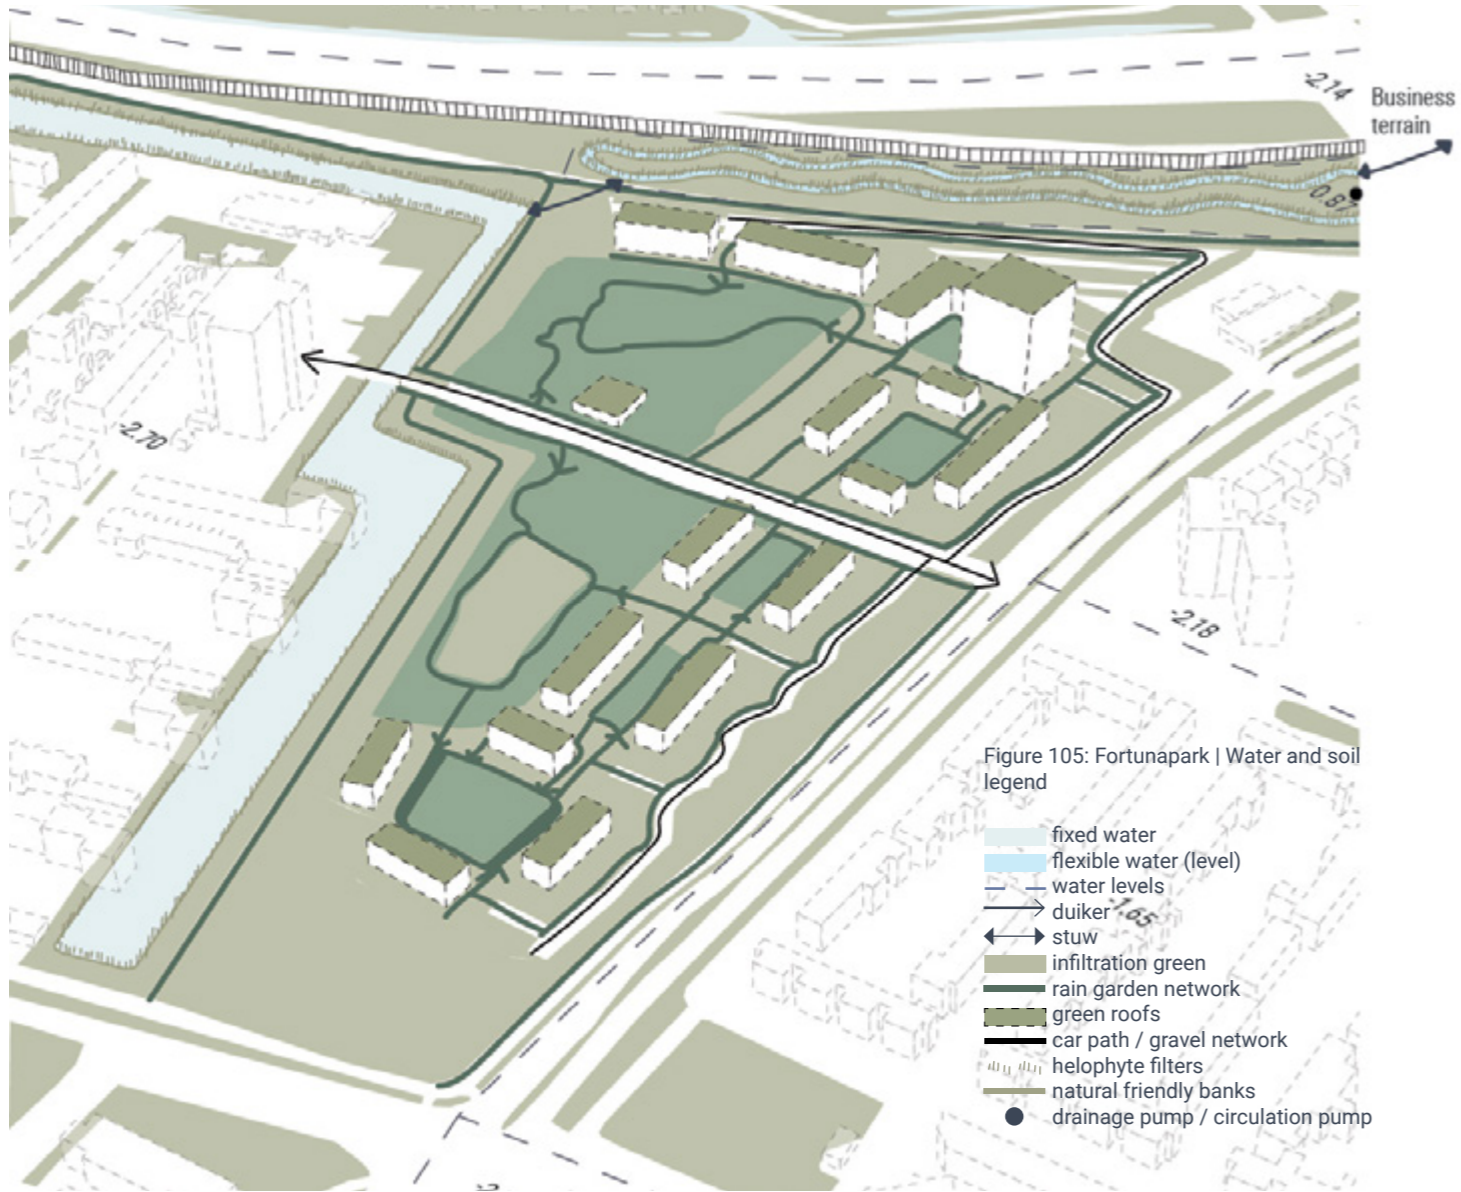 -2.14
Business
terrain
0.87
-2.70
-2.18
Figure 105: Fortunapark | Water and soil
legend
fixed water
flexible water (level)
water levels
duiker
-1.65
stuw
infiltration green
rain garden network
green roofs
car path / gravel network
helophyte filters
natural friendly banks
drainage pump / circulation pump